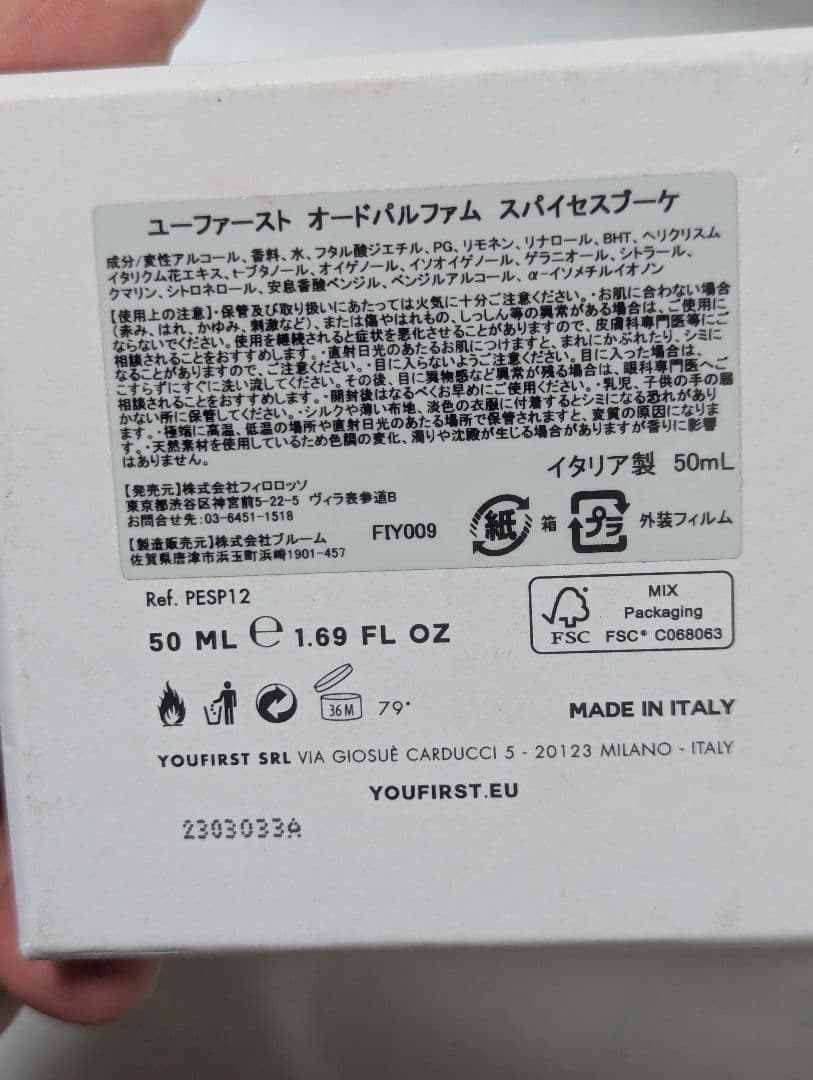 ユーファースト オードパルファム スパイセスブーケ
成分/変性アルコール、香料、水、フタル酸ジエチル、PG、リモネン、リナロール、BHT、ヘリクリスム
イタリクム花エキス、t-ブタノール、オイゲノール、イソオイゲノール、ゲラニオール、シトラール、
クマリン、シトロネロール、安息香酸ベンジル、ベンジルアルコール、α-イソメチルイオノン
【使用上の注意】・保管及び取り扱いにあたっては火気に十分ご注意ください。・お肌に合わない場合
(赤み、はれ、かゆみ、刺激など)、または傷やはれもの、しっしん等の異常がある場合は、ご使用に
ならないでください。使用を継続されると症状を悪化させることがありますので、皮膚科専門医等にご
相談されることをおすすめします。・直射日光のあたるお肌につけますと、まれにかぶれたり、シミに
なることがありますので、ご注意ください。・目に入らないようご注意ください。目に入った場合は、
こすらずにすぐに洗い流してください。その後、目に異物感など異常が残る場合は、眼科専門医へご
相談されることをおすすめします。・開封後はなるべくお早めにご使用ください。・乳児、子供の手の届
かない所に保管してください。・シルクや薄い布地、淡色の衣服に付着するとシミになる恐れがあり
ます。・極端に高温、低温の場所や直射日光のあたる場所で保管されますと、変質の原因になりま
す。・天然素材を使用しているため色調の変化、濁りや沈殿が生じる場合がありますが香りに影響
はありません。
イタリア製 50mL
【発売元】株式会社フィロロッソ
東京都渋谷区神宮前5-22-5 ヴィラ表参道B
お問合せ先:03-6451-1518
FIY009
紙 箱 プラ 外装フィルム
【製造販売元】株式会社ブルーム
佐賀県唐津市浜玉町浜崎1901-457
Ref. PESP12
50 ML ℮ 1.69 FL OZ
FSC
MIX
Packaging
FSC® C068063
36M 79°
MADE IN ITALY
YOUFIRST SRL VIA GIOSUÈ CARDUCCI 5 - 20123 MILANO - ITALY
YOUFIRST.EU
2303033A